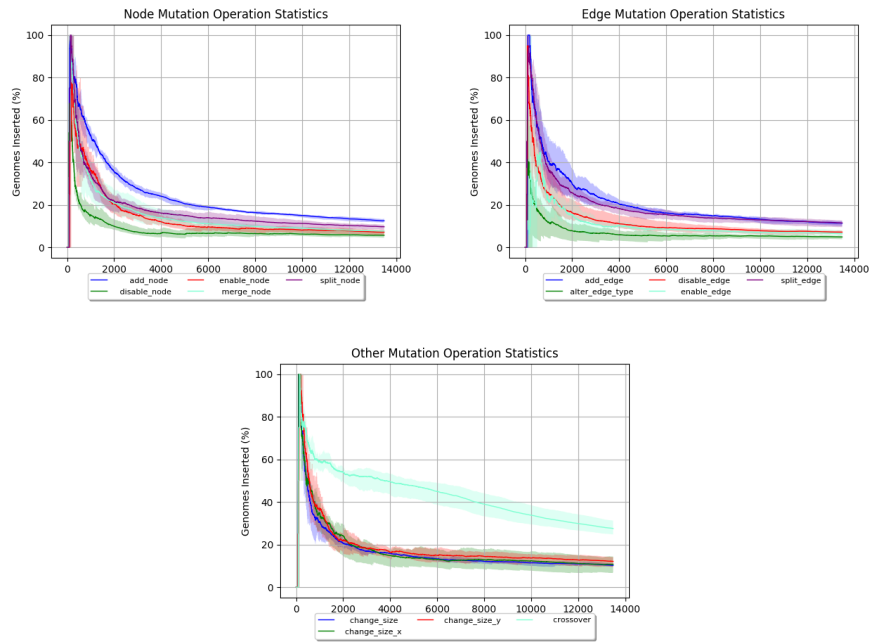 Node Mutation Operation Statistics
Genomes Inserted (%)
100
80
60
40
20
0
0 2000 4000 6000 8000 10000 12000 14000
add_node enable_node split_node
disable_node merge_node
Edge Mutation Operation Statistics
Genomes Inserted (%)
100
80
60
40
20
0
0 2000 4000 6000 8000 10000 12000 14000
add_edge disable_edge split_edge
alter_edge_type enable_edge
Other Mutation Operation Statistics
Genomes Inserted (%)
100
80
60
40
20
0
0 2000 4000 6000 8000 10000 12000 14000
change_size change_size_y crossover
change_size_x